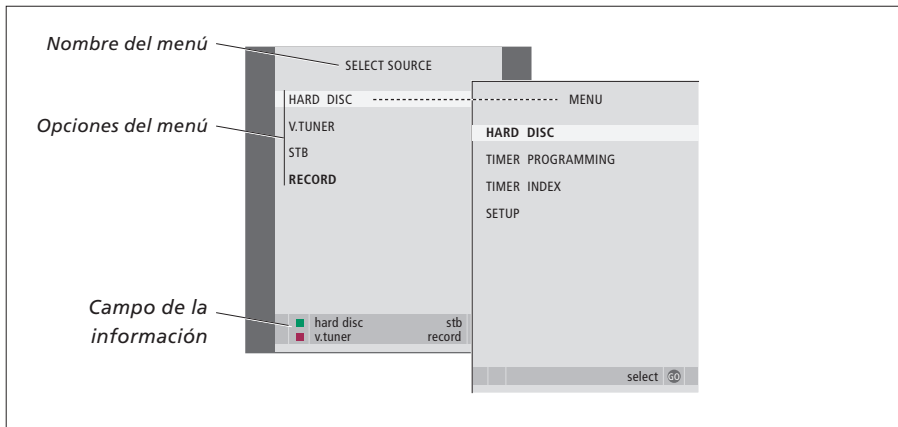 Nombre del menú
SELECT SOURCE
HARD DISC
MENU
Opciones del menú
V.TUNER
HARD DISC
STB
TIMER PROGRAMMING
RECORD
TIMER INDEX
SETUP
Campo de la
información
hard disc stb
v.tuner record
select GO